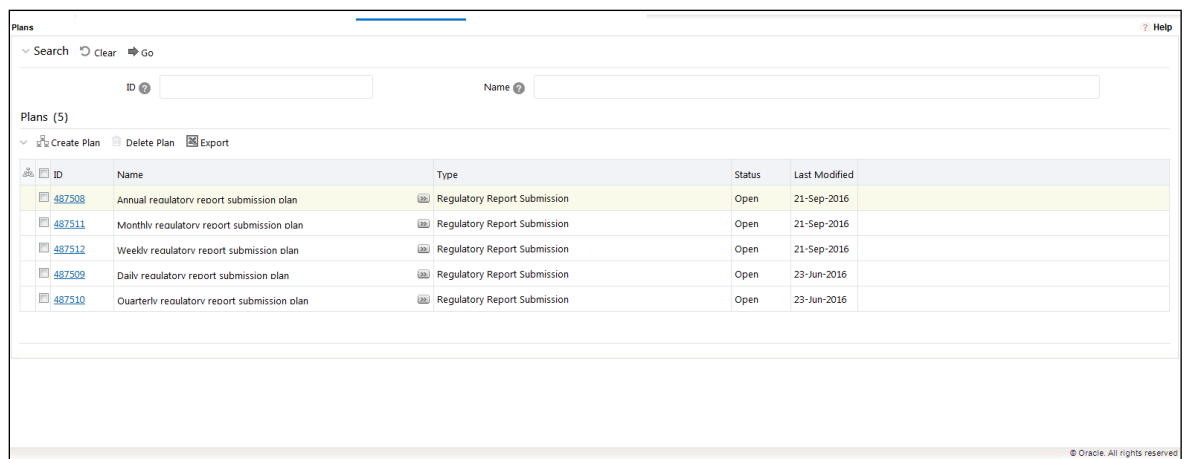 Plans
? Help
Search Clear Go
ID ? Name ?
Plans (5)
Create Plan Delete Plan Export
ID Name Type Status Last Modified
487508 Annual regulatory report submission plan >> Regulatory Report Submission Open 21-Sep-2016
487511 Monthly regulatory report submission plan >> Regulatory Report Submission Open 21-Sep-2016
487512 Weekly regulatory report submission plan >> Regulatory Report Submission Open 21-Sep-2016
487509 Daily regulatory report submission plan >> Regulatory Report Submission Open 23-Jun-2016
487510 Quarterly regulatory report submission plan >> Regulatory Report Submission Open 23-Jun-2016
© Oracle. All rights reserved